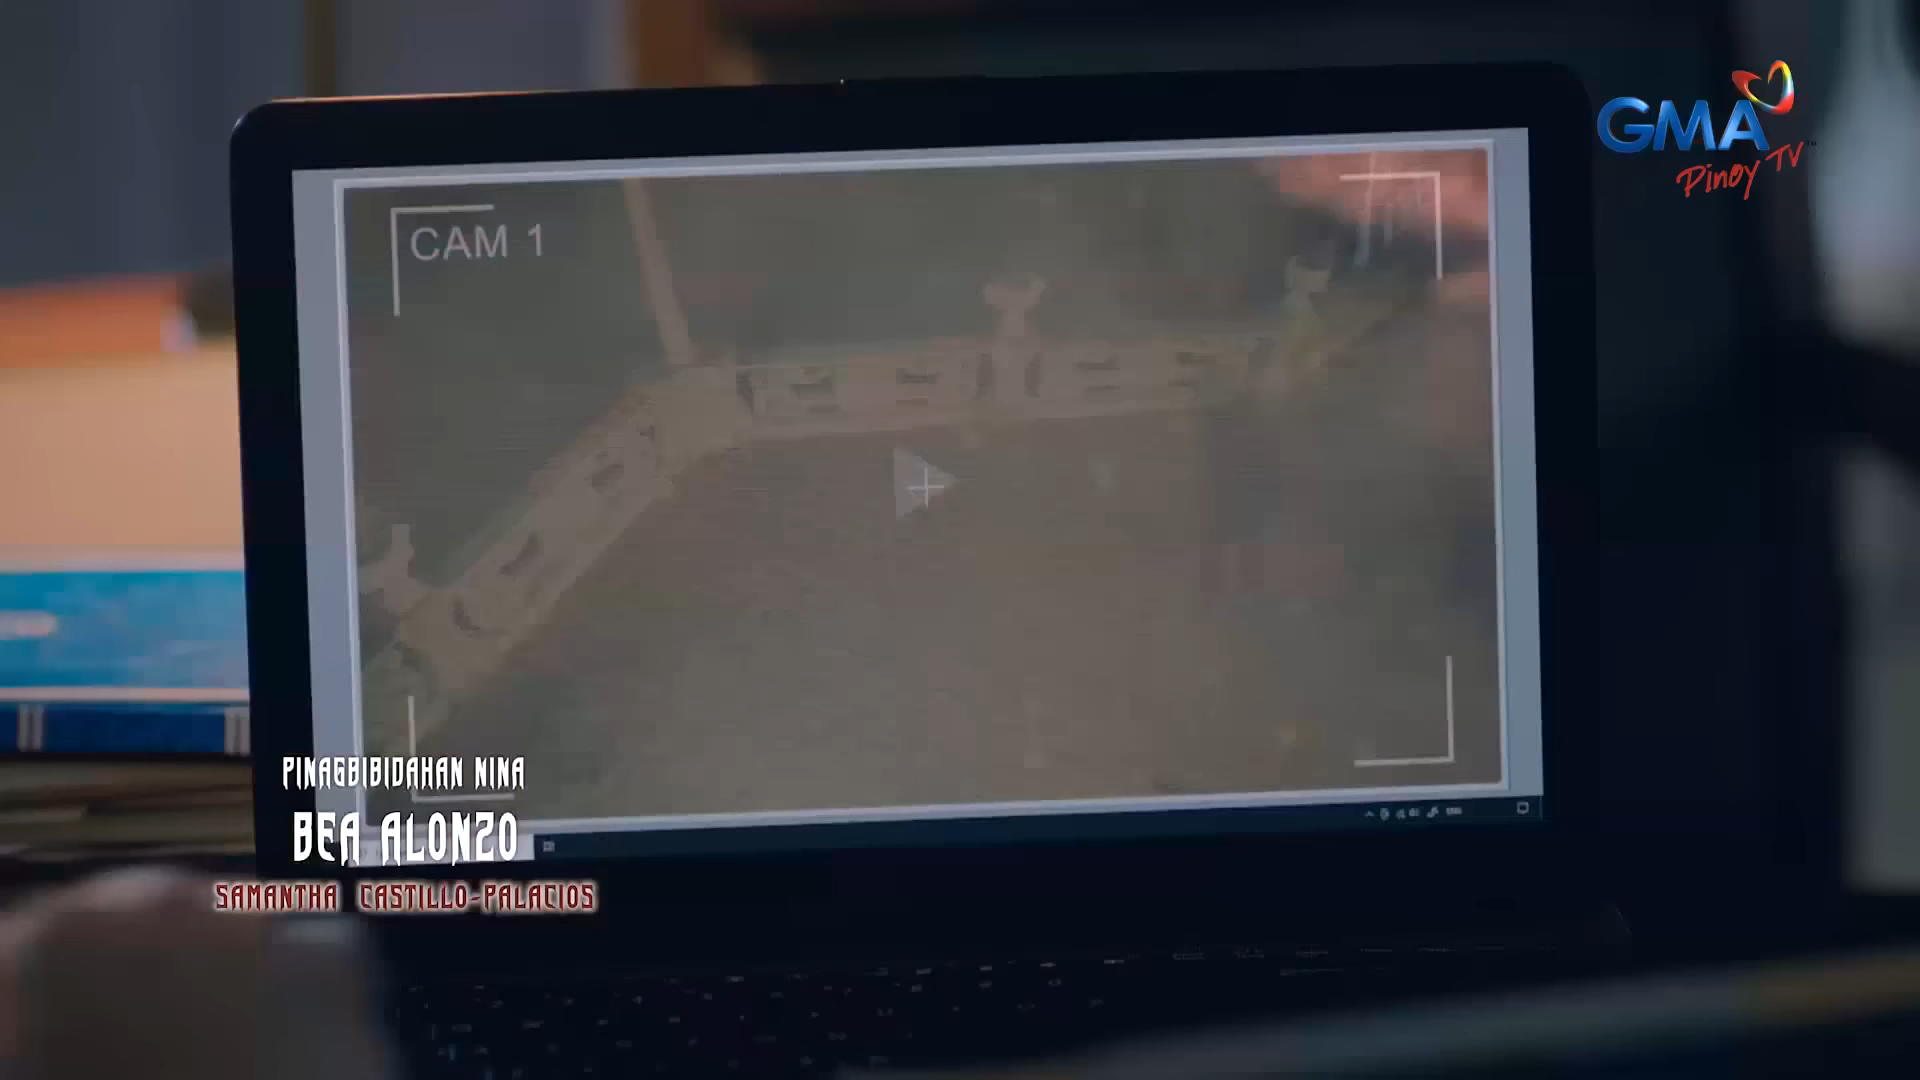 GMA
Pinoy TV
CAM 1
PINAGBIBIDAHAN NINA
BEA ALONZO
SAMANTHA CASTILLO-PALACIOS